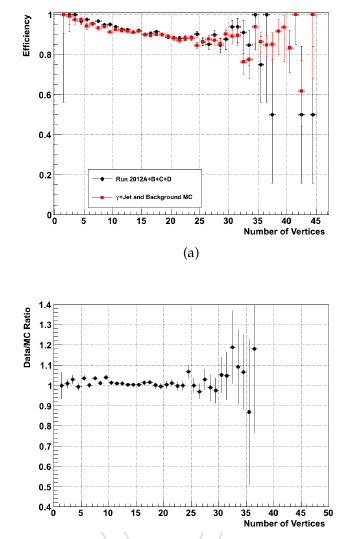 Efficiency
1
0.8
0.6
0.4
0.2
0
Run 2012A+B+C+D
γ+Jet and Background MC
0 5 10 15 20 25 30 35 40 45
Number of Vertices
(a)
Data/MC Ratio
1.4
1.3
1.2
1.1
1
0.9
0.8
0.7
0.6
0.5
0.4
0 5 10 15 20 25 30 35 40 45 50
Number of Vertices